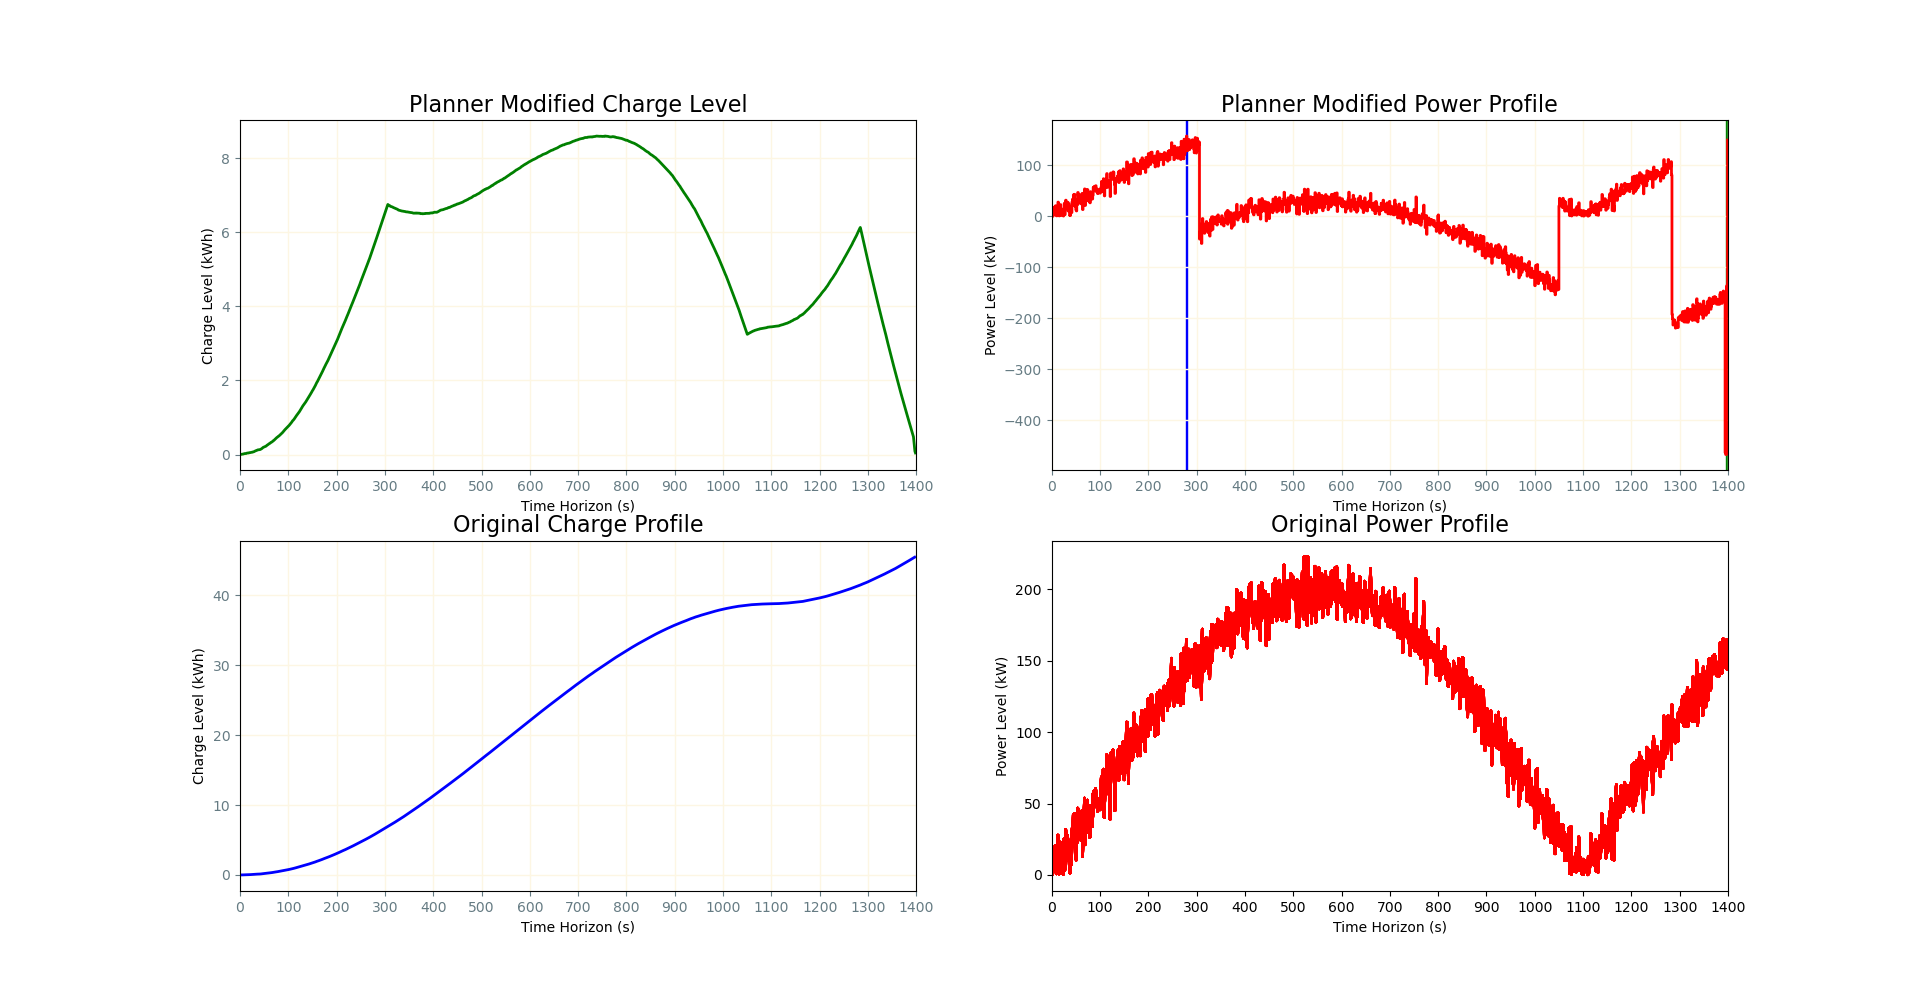 Planner Modified Charge Level
Charge Level (kWh)
8
6
4
2
0
0 100 200 300 400 500 600 700 800 900 1000 1100 1200 1300 1400
Time Horizon (s)
Planner Modified Power Profile
Power Level (kW)
100
0
−100
−200
−300
−400
0 100 200 300 400 500 600 700 800 900 1000 1100 1200 1300 1400
Time Horizon (s)
Original Charge Profile
Charge Level (kWh)
40
30
20
10
0
0 100 200 300 400 500 600 700 800 900 1000 1100 1200 1300 1400
Time Horizon (s)
Original Power Profile
Power Level (kW)
200
150
100
50
0
0 100 200 300 400 500 600 700 800 900 1000 1100 1200 1300 1400
Time Horizon (s)